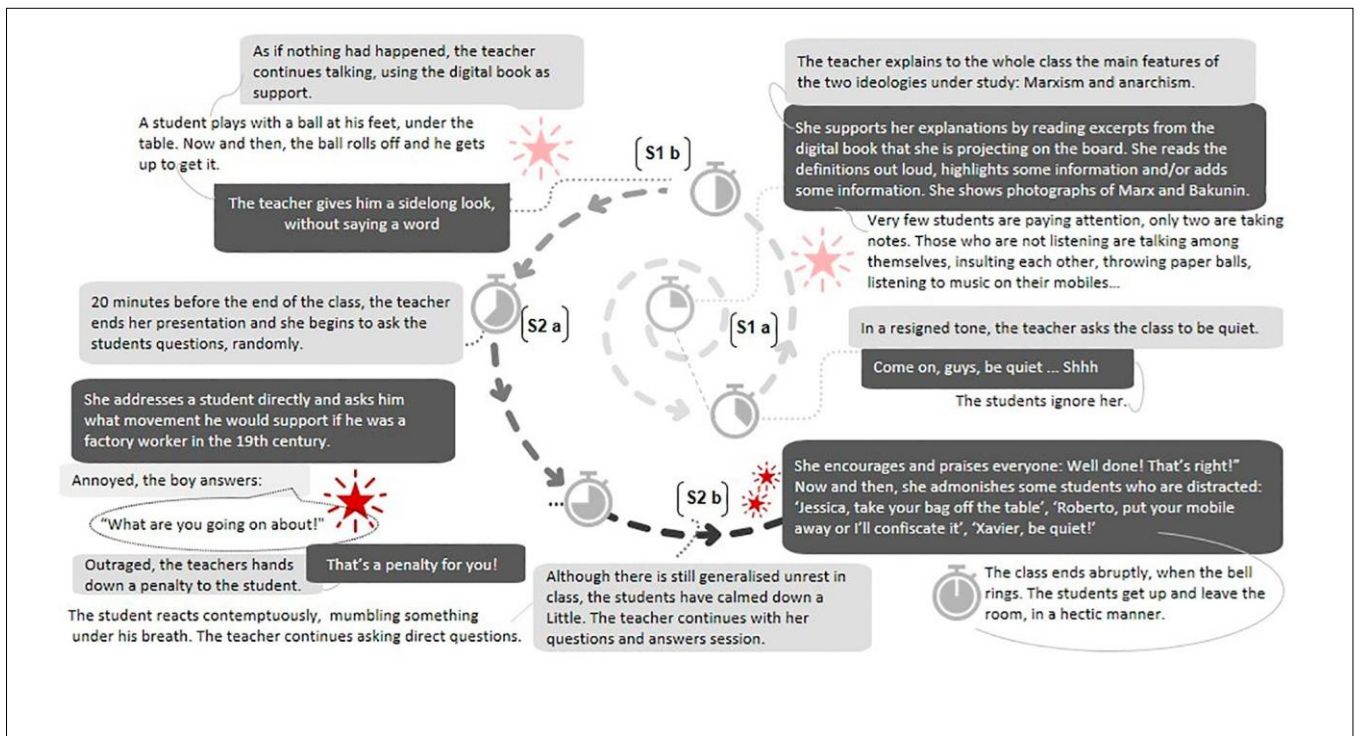 The teacher explains to the whole class the main features of
the two ideologies under study: Marxism and anarchism.
She supports her explanations by reading excerpts from the
digital book that she is projecting on the board. She reads the
definitions out loud, highlights some information and/or adds
some information. She shows photographs of Marx and Bakunin.
Very few students are paying attention, only two are taking
notes. Those who are not listening are talking among
themselves, insulting each other, throwing paper balls,
listening to music on their mobiles...
[S1 a]
In a resigned tone, the teacher asks the class to be quiet.
Come on, guys, be quiet ... Shhh
The students ignore her.
[S1 b]
As if nothing had happened, the teacher
continues talking, using the digital book as
support.
A student plays with a ball at his feet, under the
table. Now and then, the ball rolls off and he gets
up to get it.
The teacher gives him a sidelong look,
without saying a word
[S2 a]
20 minutes before the end of the class, the teacher
ends her presentation and she begins to ask the
students questions, randomly.
She addresses a student directly and asks him
what movement he would support if he was a
factory worker in the 19th century.
Annoyed, the boy answers:
"What are you going on about!"
Outraged, the teachers hands
down a penalty to the student.
That's a penalty for you!
The student reacts contemptuously, mumbling something
under his breath. The teacher continues asking direct questions.
...
[S2 b]
Although there is still generalised unrest in
class, the students have calmed down a
Little. The teacher continues with her
questions and answers session.
She encourages and praises everyone: Well done! That's right!"
Now and then, she admonishes some students who are distracted:
'Jessica, take your bag off the table', 'Roberto, put your mobile
away or I'll confiscate it', 'Xavier, be quiet!'
The class ends abruptly, when the bell
rings. The students get up and leave the
room, in a hectic manner.